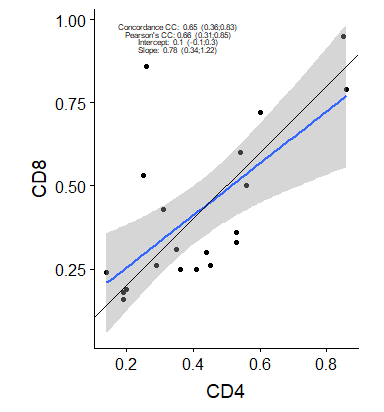 Concordance CC: 0.65 (0.36;0.83)
Pearson's CC: 0.66 (0.31;0.85)
Intercept: 0.1 (-0.1;0.3)
Slope: 0.78 (0.34;1.22)
1.00
0.75
0.50
0.25
CD8
0.2 0.4 0.6 0.8
CD4